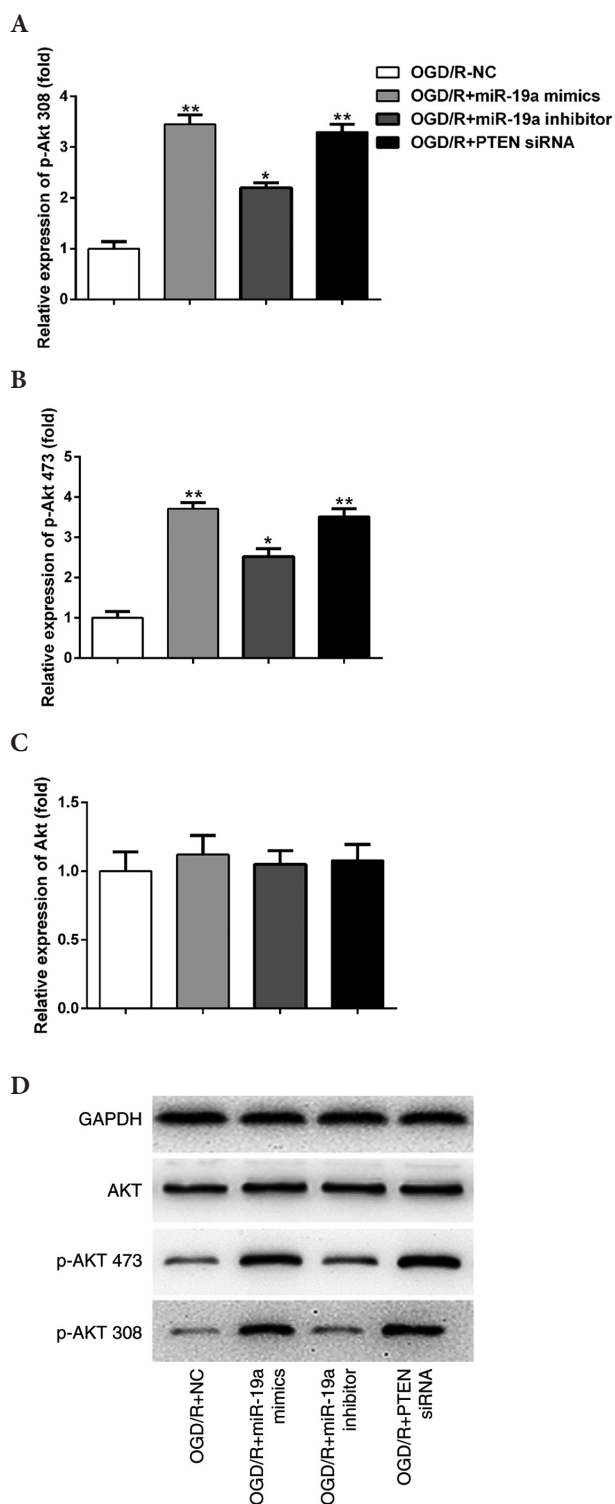 A
Relative expression of p-Akt 308 (fold)
4
3
2
1
0
**
*
**
OGD/R-NC
OGD/R+miR-19a mimics
OGD/R+miR-19a inhibitor
OGD/R+PTEN siRNA
B
Relative expression of p-Akt 473 (fold)
5
4
3
2
1
0
**
*
**
C
Relative expression of Akt (fold)
1.5
1.0
0.5
0.0
D
GAPDH
AKT
p-AKT 473
p-AKT 308
OGD/R+NC
OGD/R+miR-19a
mimics
OGD/R+miR-19a
inhibitor
OGD/R+PTEN
siRNA